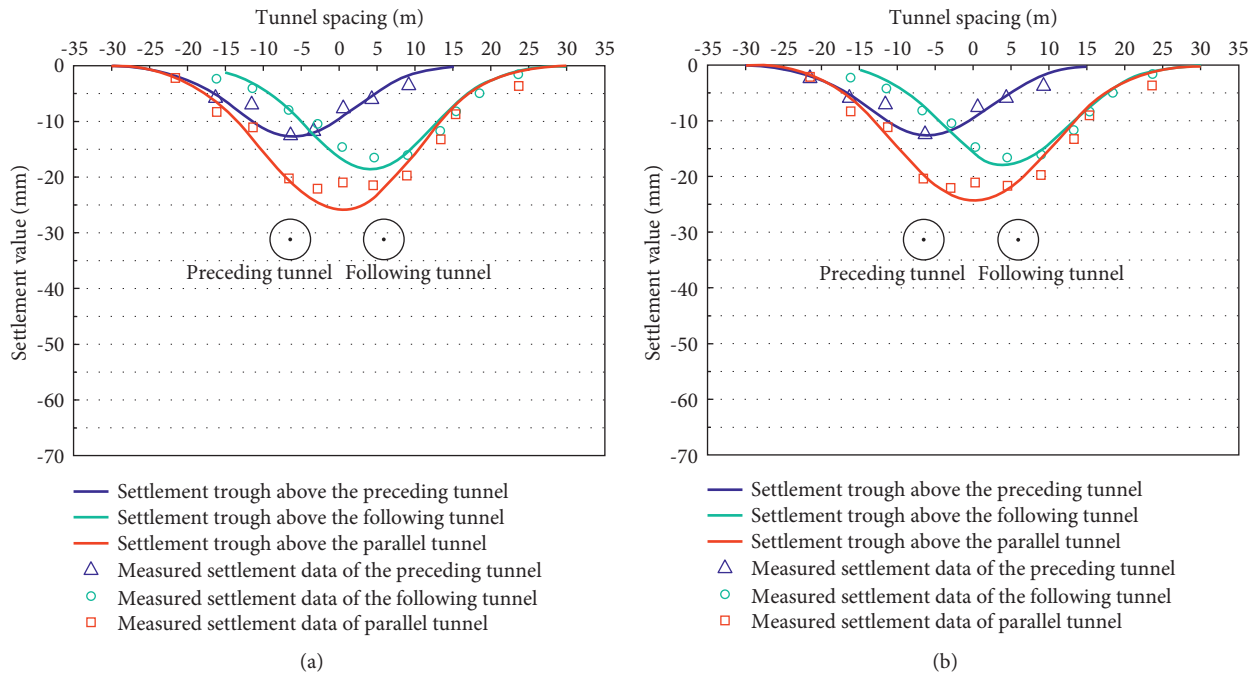 Tunnel spacing (m)
-35 -30 -25 -20 -15 -10 -5 0 5 10 15 20 25 30 35
0
-10
-20
-30
-40
-50
-60
-70
Settlement value (mm)
Preceding tunnel Following tunnel
Settlement trough above the preceding tunnel
Settlement trough above the following tunnel
Settlement trough above the parallel tunnel
Measured settlement data of the preceding tunnel
Measured settlement data of the following tunnel
Measured settlement data of parallel tunnel
(a)
Tunnel spacing (m)
-35 -30 -25 -20 -15 -10 -5 0 5 10 15 20 25 30 35
0
-10
-20
-30
-40
-50
-60
-70
Settlement value (mm)
Preceding tunnel Following tunnel
Settlement trough above the preceding tunnel
Settlement trough above the following tunnel
Settlement trough above the parallel tunnel
Measured settlement data of the preceding tunnel
Measured settlement data of the following tunnel
Measured settlement data of parallel tunnel
(b)